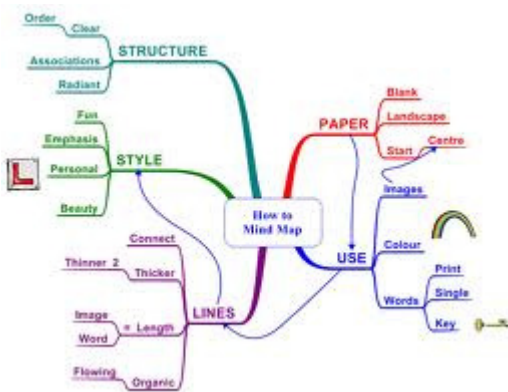 Order
Clear
STRUCTURE
Associations
Radiant
Fun
Emphasis
STYLE
Personal
Beauty
L
How to
Mind Map
PAPER
Blank
Landscape
Start
Centre
USE
Images
Colour
Words
Print
Single
Key
LINES
Connect
Thinner 2 Thicker
Image
Word
= Length
Flowing
Organic